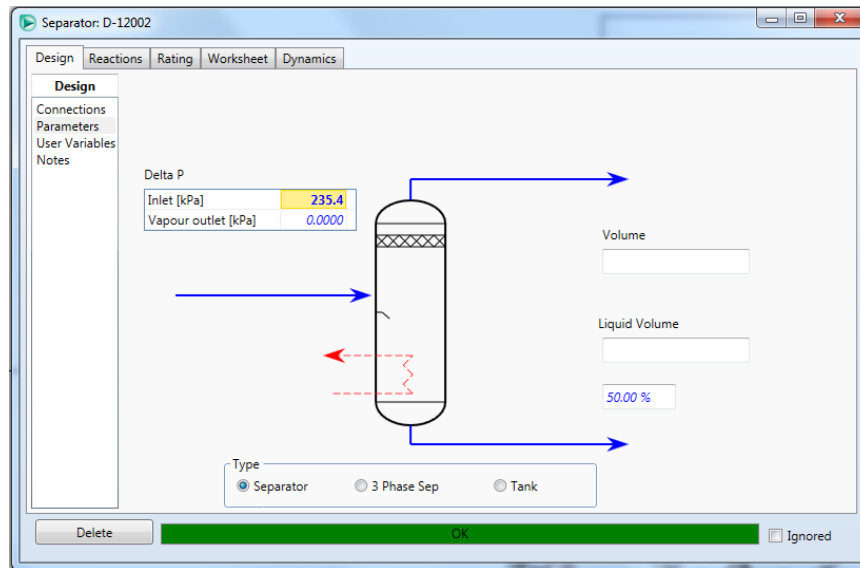 Separator: D-12002
Design Reactions Rating Worksheet Dynamics
Design
Connections
Parameters
User Variables
Notes
Delta P
Inlet [kPa] 235.4
Vapour outlet [kPa] 0.0000
Volume
Liquid Volume
50.00 %
Type
Separator 3 Phase Sep Tank
Delete OK Ignored